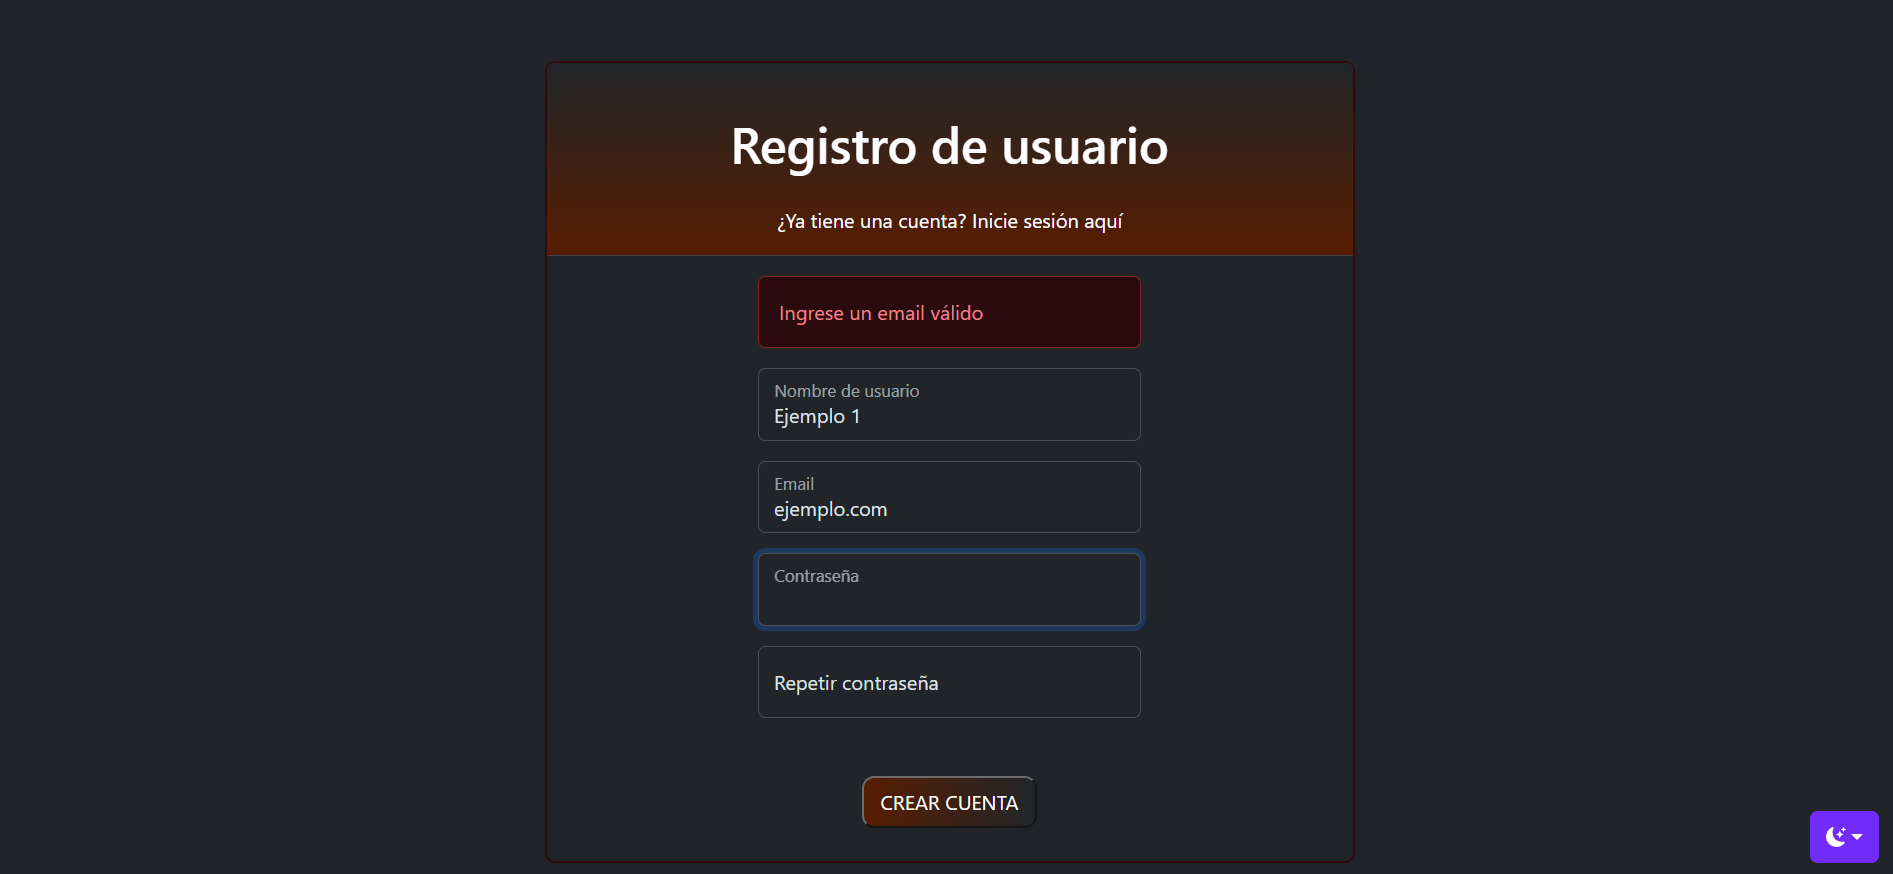 Registro de usuario
¿Ya tiene una cuenta? Inicie sesión aquí
Ingrese un email válido
Nombre de usuario
Ejemplo 1
Email
ejemplo.com
Contraseña
Repetir contraseña
CREAR CUENTA